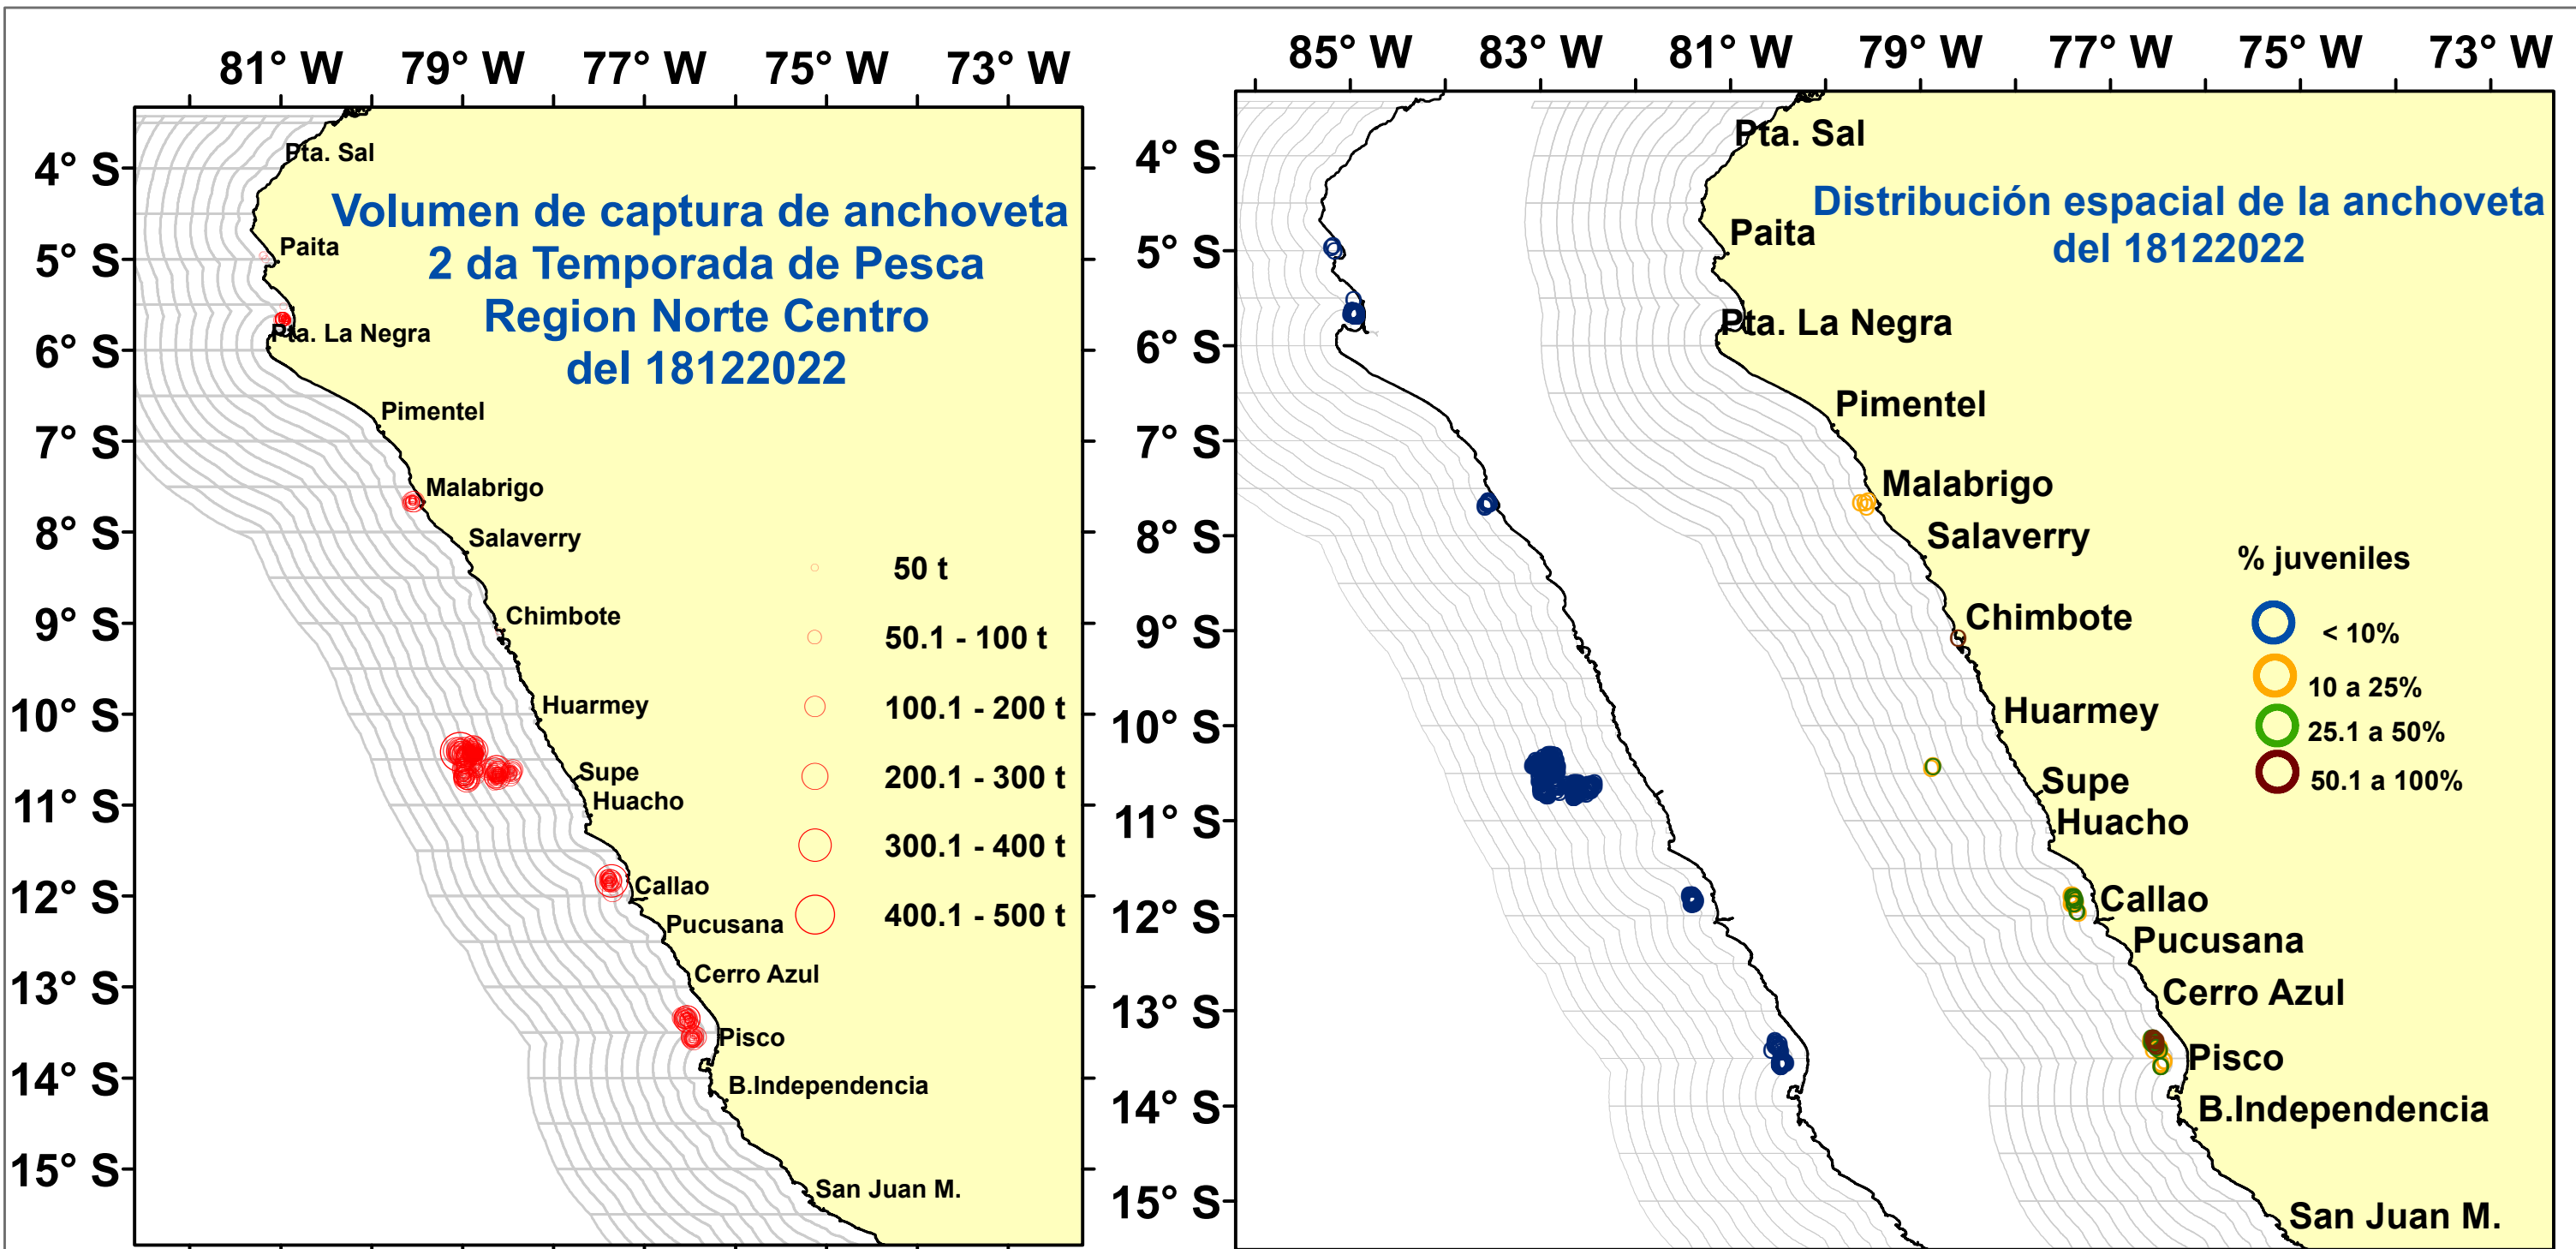 81° W 79° W 77° W 75° W 73° W
4° S
5° S
6° S
7° S
8° S
9° S
10° S
11° S
12° S
13° S
14° S
15° S
Volumen de captura de anchoveta
2 da Temporada de Pesca
Region Norte Centro
del 18122022
Pta. Sal
Paita
Pta. La Negra
Pimentel
Malabrigo
Salaverry
Chimbote
Huarmey
Supe
Huacho
Callao
Pucusana
Cerro Azul
Pisco
B.Independencia
San Juan M.
50 t
50.1 - 100 t
100.1 - 200 t
200.1 - 300 t
300.1 - 400 t
400.1 - 500 t
85° W 83° W 81° W 79° W 77° W 75° W 73° W
4° S
5° S
6° S
7° S
8° S
9° S
10° S
11° S
12° S
13° S
14° S
15° S
Distribución espacial de la anchoveta
del 18122022
Pta. Sal
Paita
Pta. La Negra
Pimentel
Malabrigo
Salaverry
Chimbote
Huarmey
Supe
Huacho
Callao
Pucusana
Cerro Azul
Pisco
B.Independencia
San Juan M.
% juveniles
< 10%
10 a 25%
25.1 a 50%
50.1 a 100%